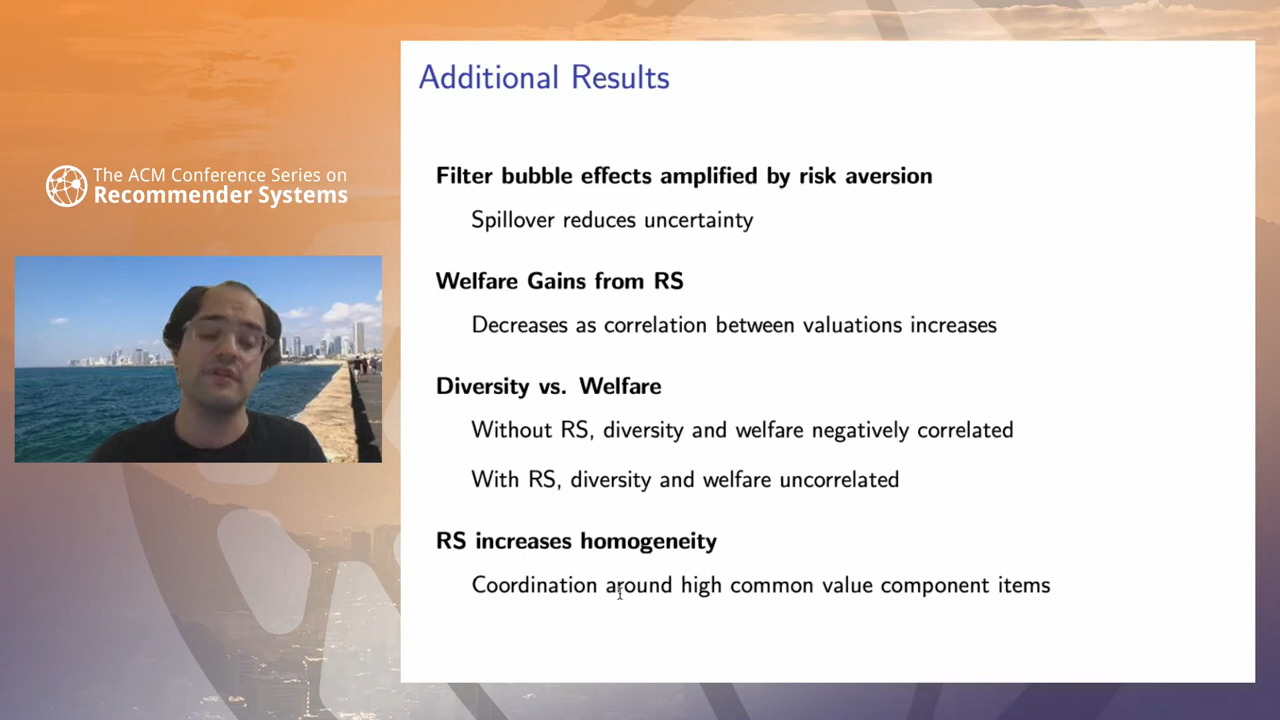 The ACM Conference Series on
Recommender Systems
Additional Results
Filter bubble effects amplified by risk aversion
Spillover reduces uncertainty
Welfare Gains from RS
Decreases as correlation between valuations increases
Diversity vs. Welfare
Without RS, diversity and welfare negatively correlated
With RS, diversity and welfare uncorrelated
RS increases homogeneity
Coordination around high common value component items